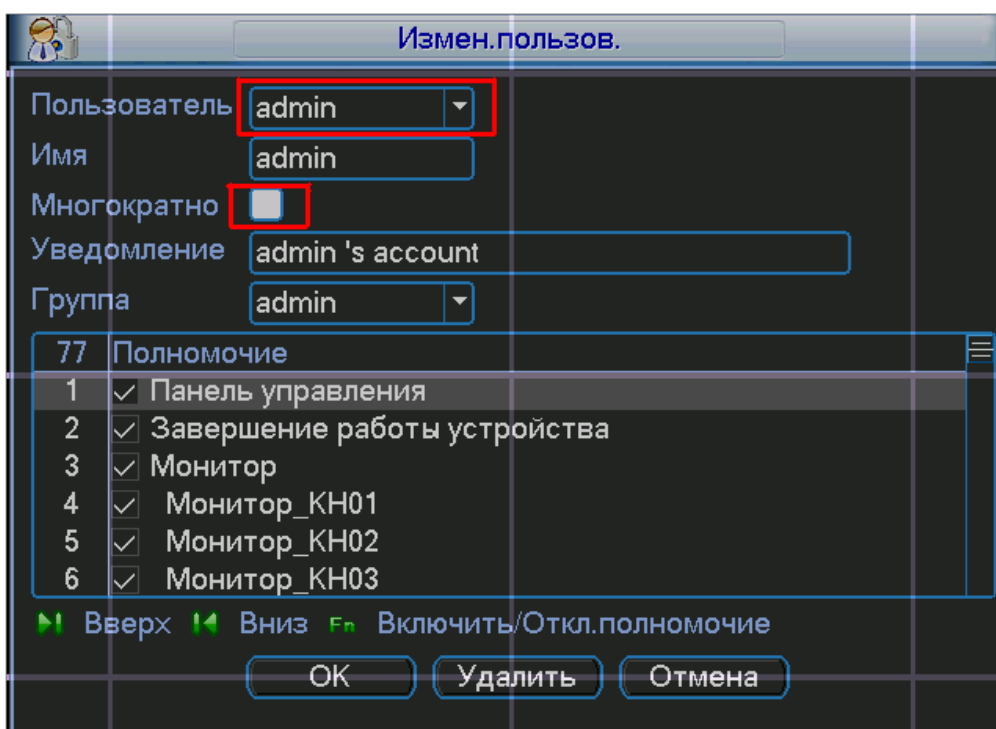 Измен.пользов.
Пользователь admin
Имя admin
Многократно
Уведомление admin 's account
Группа admin
77 Полномочие
1 Панель управления
2 Завершение работы устройства
3 Монитор
4 Монитор_КН01
5 Монитор_КН02
6 Монитор_КН03
Вверх Вниз Fn Включить/Откл.полномочие
OK Удалить Отмена